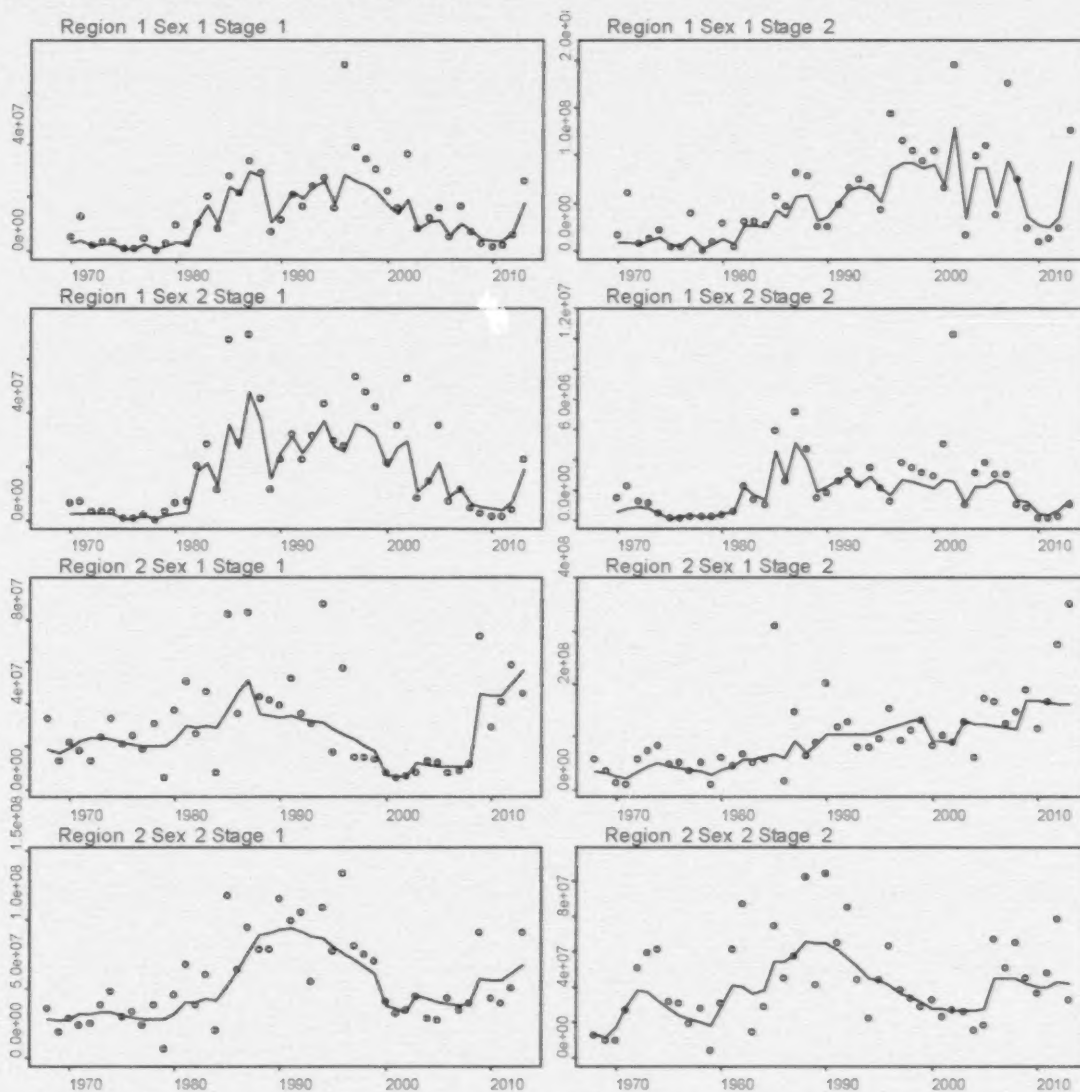 Region 1 Sex 1 Stage 1
4e+07
0e+00
1970 1980 1990 2000 2010
Region 1 Sex 1 Stage 2
1.0e+08
0.0e+00
1970 1980 1990 2000 2010
Region 1 Sex 2 Stage 1
4e+07
0e+00
1970 1980 1990 2000 2010
Region 1 Sex 2 Stage 2
1.2e+07
6.0e+06
0.0e+00
1970 1980 1990 2000 2010
Region 2 Sex 1 Stage 1
8e+07
4e+07
0e+00
1970 1980 1990 2000 2010
Region 2 Sex 1 Stage 2
4e+08
2e+08
0e+00
1970 1980 1990 2000 2010
Region 2 Sex 2 Stage 1
1.5e+08
1.0e+08
5.0e+07
0.0e+00
1970 1980 1990 2000 2010
Region 2 Sex 2 Stage 2
8e+07
4e+07
0e+00
1970 1980 1990 2000 2010